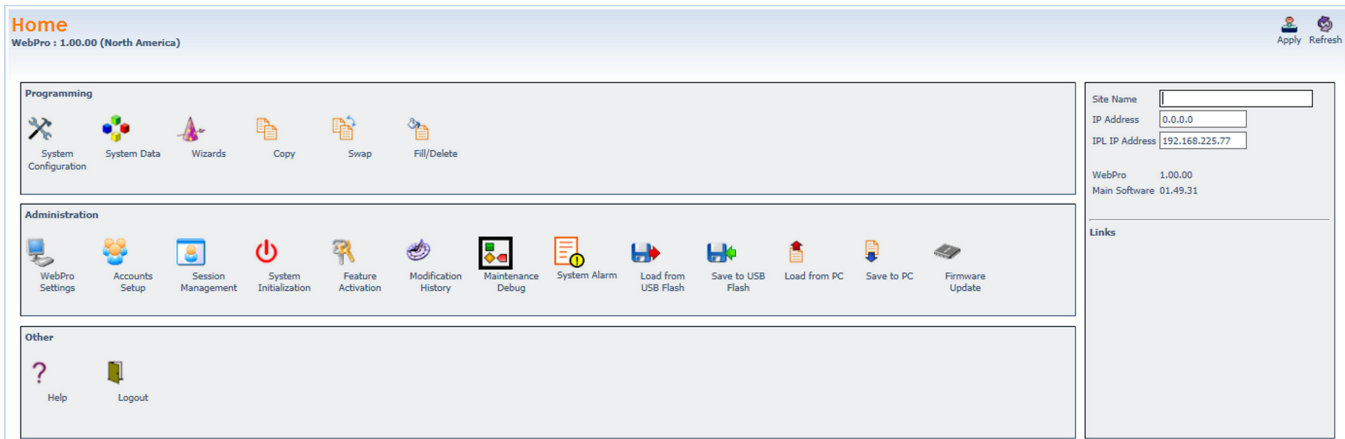 Home
WebPro : 1.00.00 (North America)
Apply Refresh
Programming
System Configuration
System Data
Wizards
Copy
Swap
Fill/Delete
Administration
WebPro Settings
Accounts Setup
Session Management
System Initialization
Feature Activation
Modification History
Maintenance Debug
System Alarm
Load from USB Flash
Save to USB Flash
Load from PC
Save to PC
Firmware Update
Other
?
Help
Logout
Site Name
IP Address 0.0.0.0
IPL IP Address 192.168.225.77
WebPro 1.00.00
Main Software 01.49.31
Links